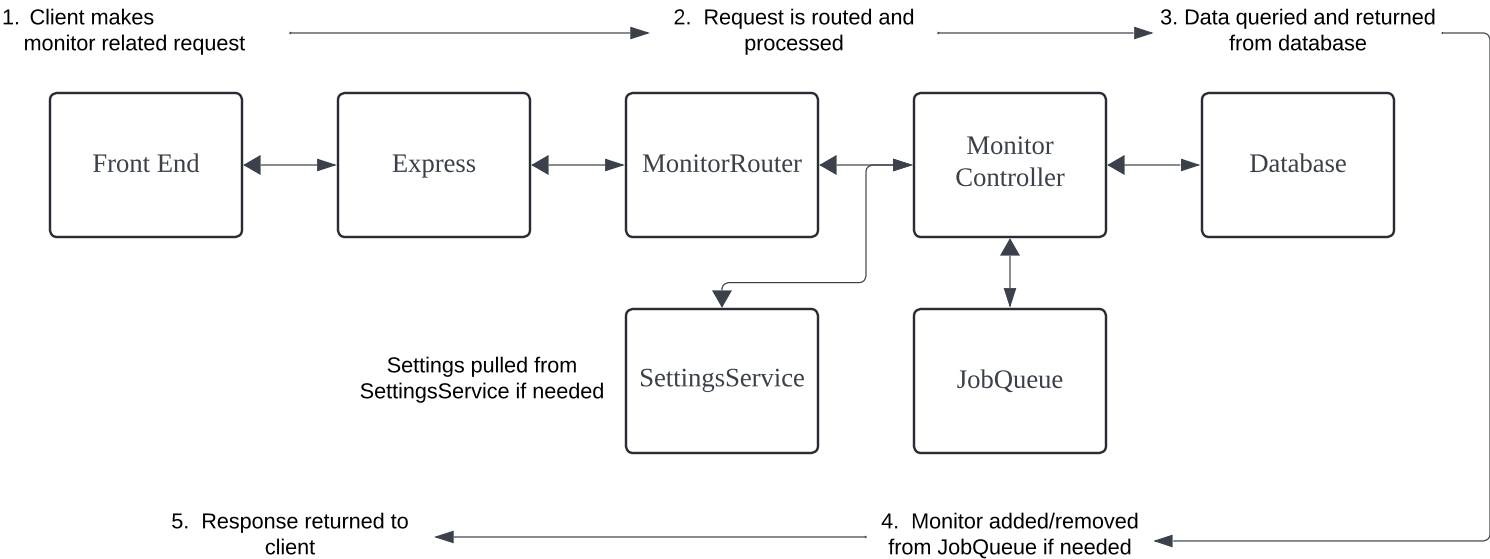 1. Client makes
monitor related request
2. Request is routed and
processed
3. Data queried and returned
from database
Front End
Express
MonitorRouter
Monitor
Controller
Database
Settings pulled from
SettingsService if needed
SettingsService
JobQueue
5. Response returned to
client
4. Monitor added/removed
from JobQueue if needed